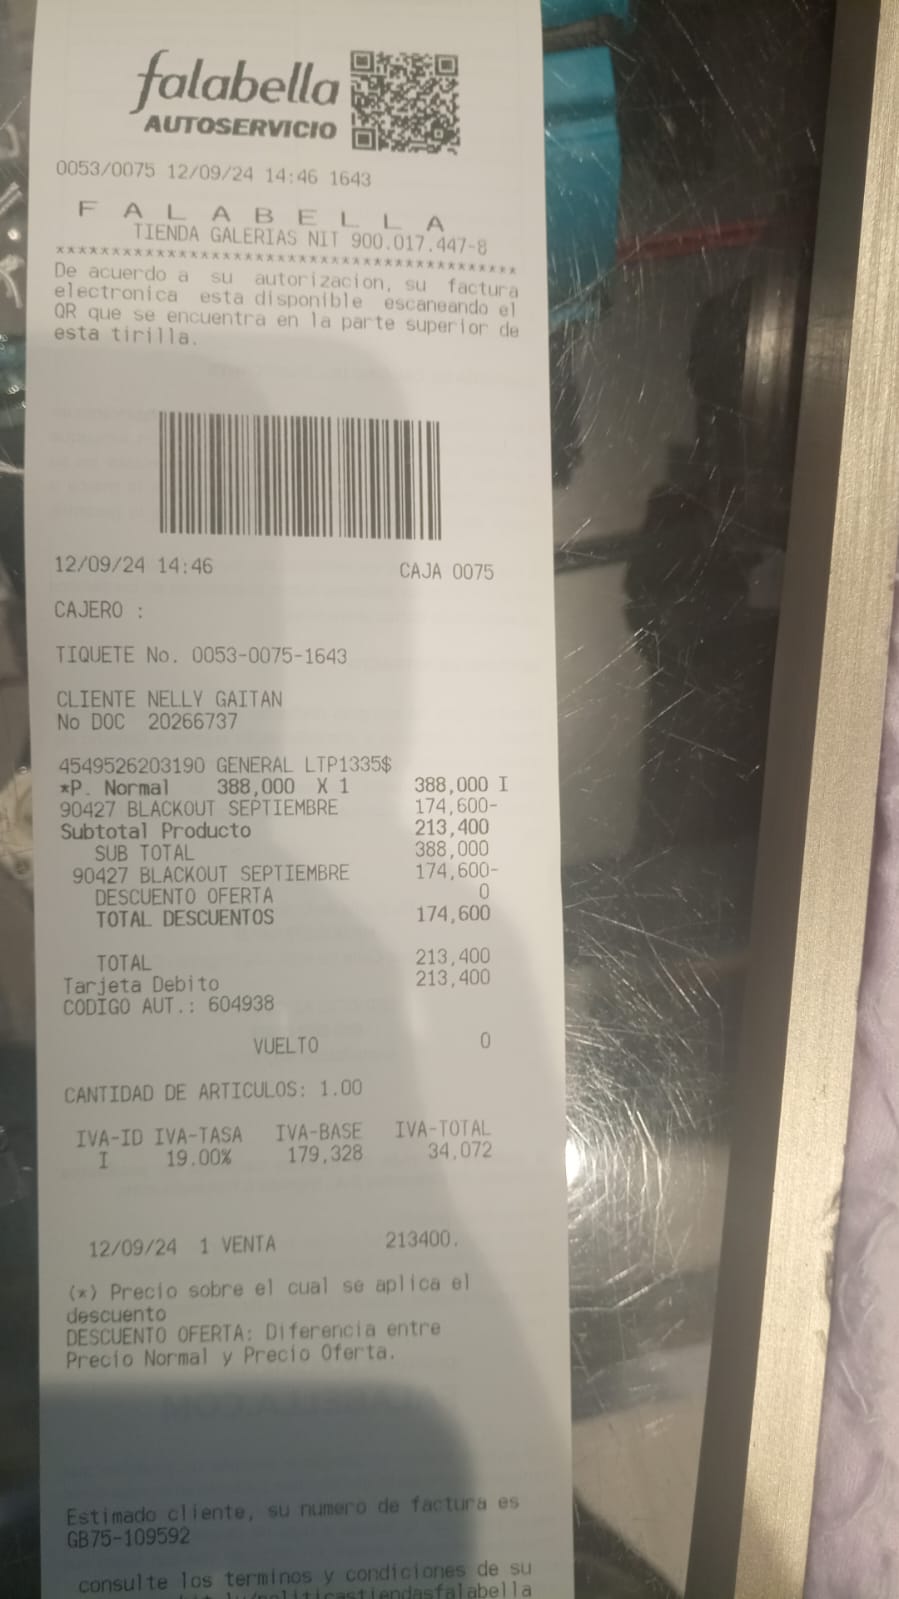 falabella
AUTOSERVICIO
0053/0075 12/09/24 14:46 1643
F A L A B E L L A
TIENDA GALERIAS NIT 900.017.447-8
******************************************
De acuerdo a su autorizacion, su factura
electronica esta disponible escaneando el
QR que se encuentra en la parte superior de
esta tirilla.
12/09/24 14:46 CAJA 0075
CAJERO :
TIQUETE No. 0053-0075-1643
CLIENTE NELLY GAITAN
No DOC 20266737
4549526203190 GENERAL LTP1335$
*P. Normal 388,000 X 1 388,000 I
90427 BLACKOUT SEPTIEMBRE 174,600-
Subtotal Producto 213,400
SUB TOTAL 388,000
90427 BLACKOUT SEPTIEMBRE 174,600-
DESCUENTO OFERTA 0
TOTAL DESCUENTOS 174,600
TOTAL 213,400
Tarjeta Debito 213,400
CODIGO AUT.: 604938
VUELTO 0
CANTIDAD DE ARTICULOS: 1.00
IVA-ID IVA-TASA IVA-BASE IVA-TOTAL
I 19.00% 179,328 34,072
12/09/24 1 VENTA 213400.
(*) Precio sobre el cual se aplica el
descuento
DESCUENTO OFERTA: Diferencia entre
Precio Normal y Precio Oferta.
Estimado cliente, su numero de factura es
GB75-109592
consulte los terminos y condiciones de su